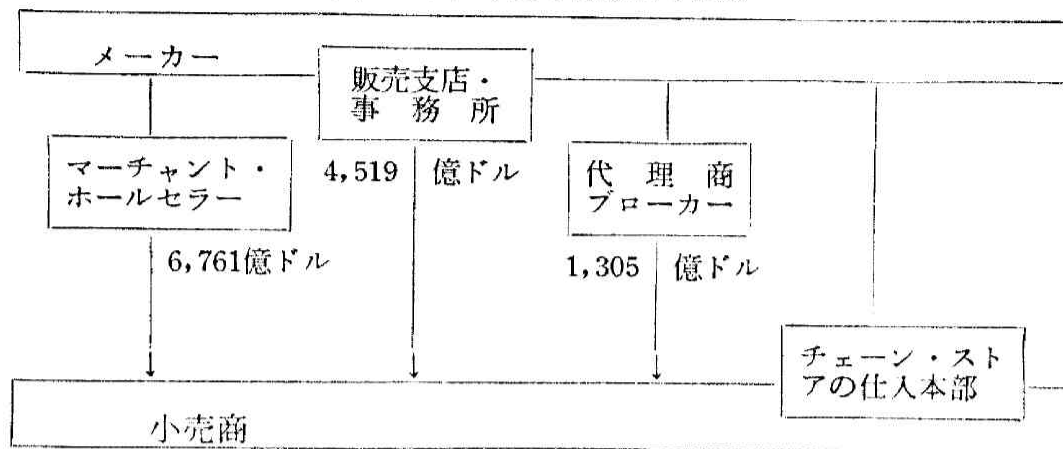 メーカー
販売支店・
事務所
マーチャント・
ホールセラー
4,519 億ドル
代理商
ブローカー
6,761億ドル
1,305 億ドル
チェーン・スト
アの仕入本部
小売商